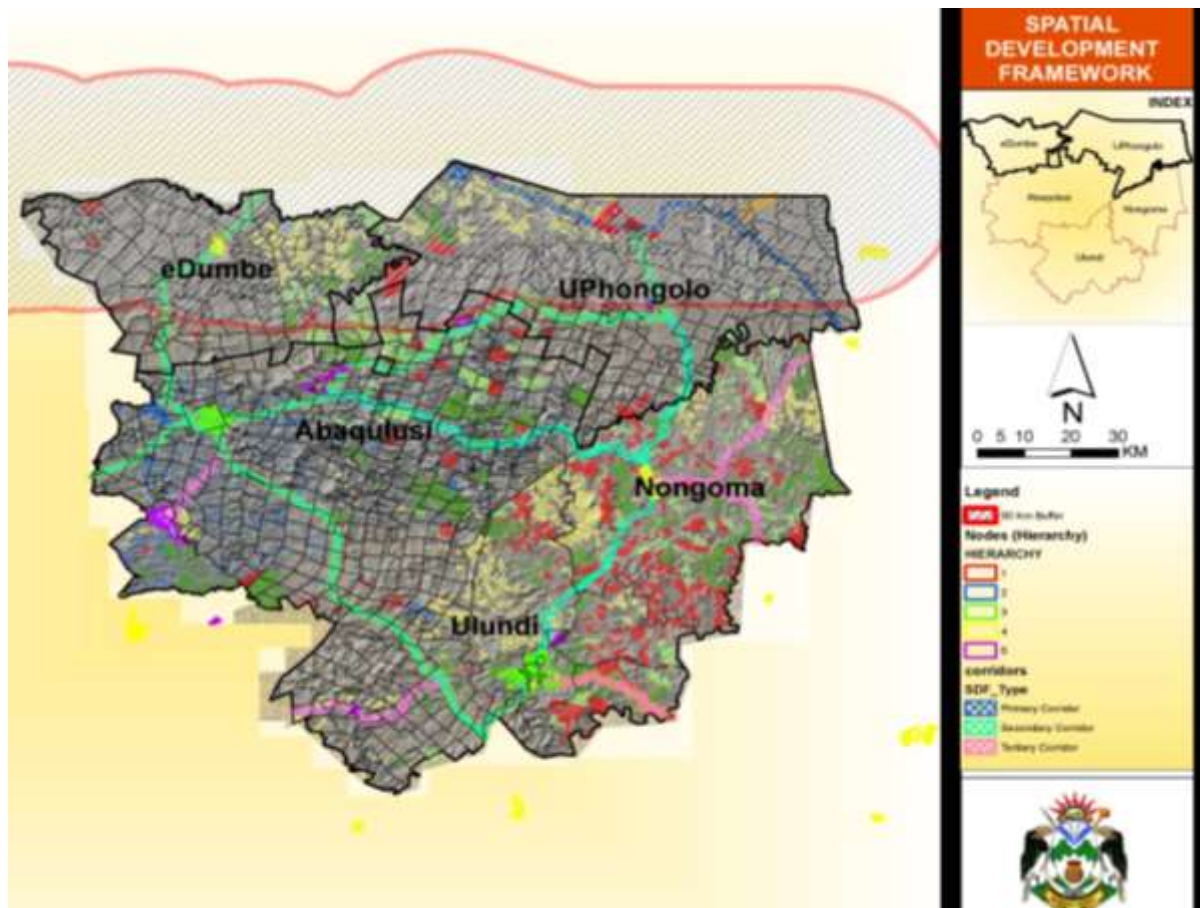 SPATIAL
DEVELOPMENT
FRAMEWORK
INDEX
eDumbe
UPhongolo
Nongoma
Ulundi
N
0 5 10 20 30
KM
Legend
Buffer
Nodes (Hierarchy)
HIERARCHY
1
2
3
4
5
corridors
SDF_Type
Primary Corridor
Secondary Corridor
Tertiary Corridor
eDumbe
UPhongolo
Abaqulusi
Nongoma
Ulundi